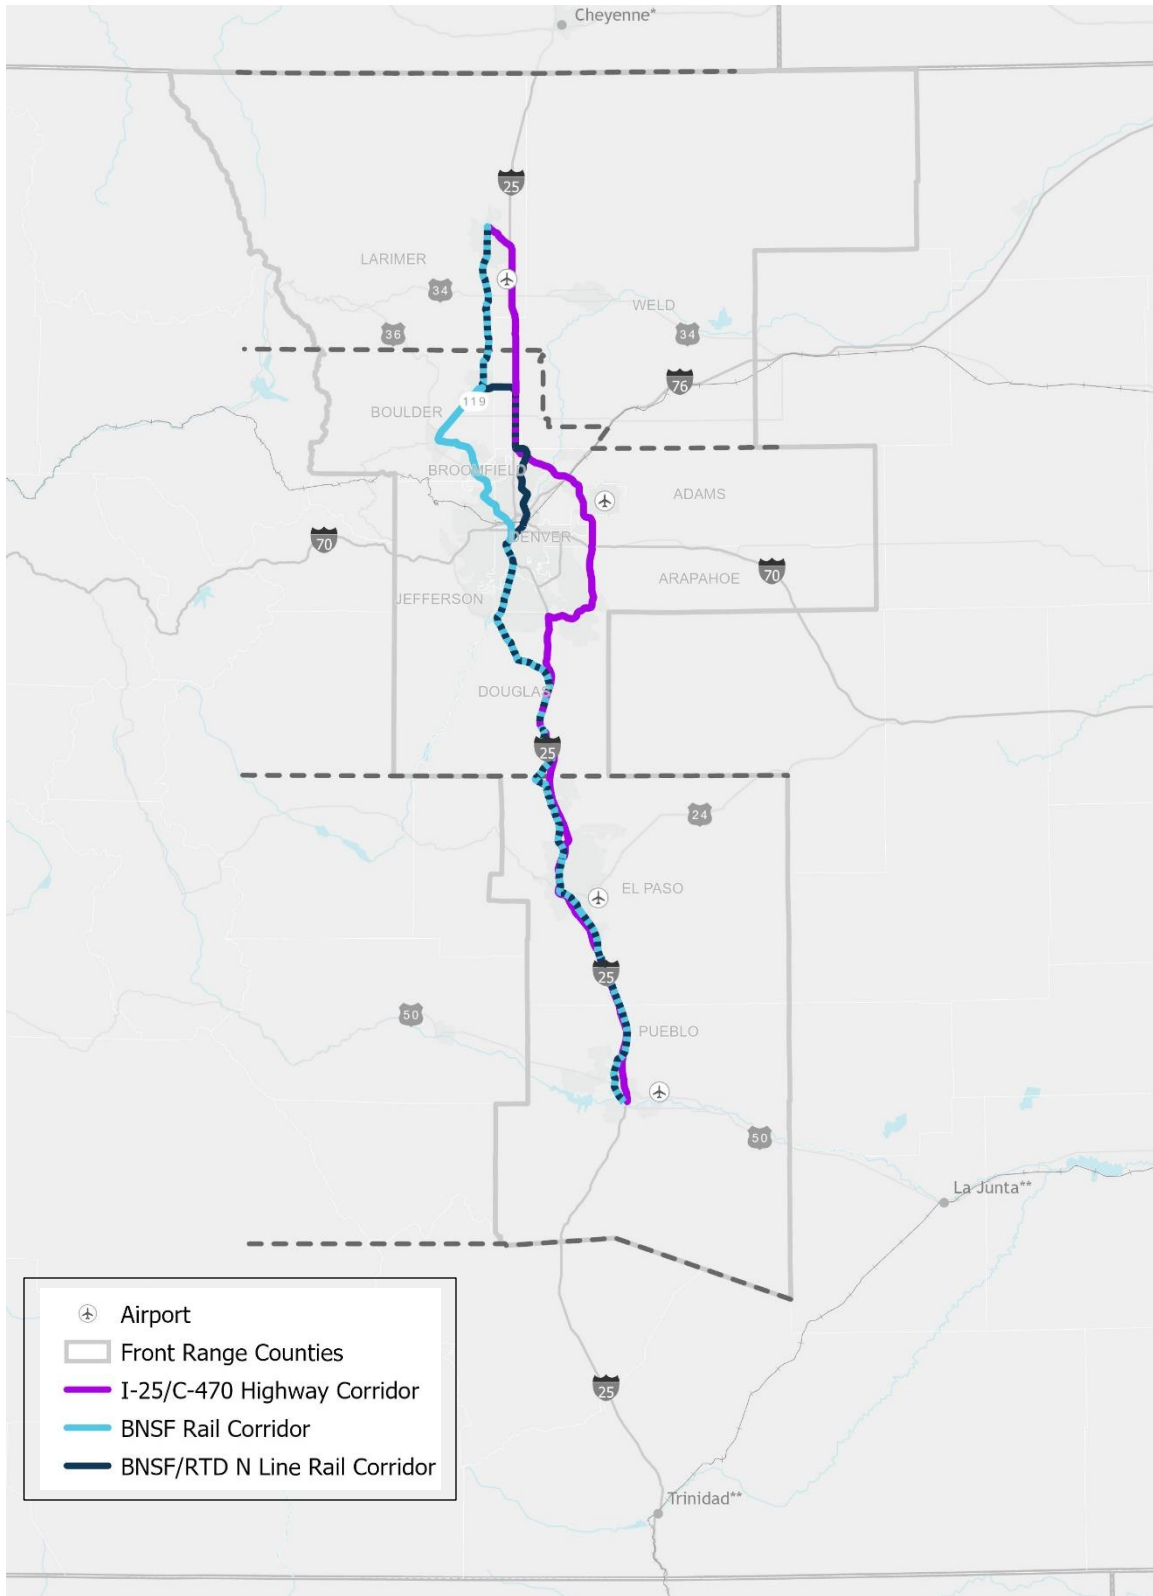 Cheyenne*
25
LARIMER
34
WELD
36
34
76
119
BOULDER
BROOMFIELD
ADAMS
DENVER
70
70
ARAPAHOE
JEFFERSON
DOUGLAS
25
24
EL PASO
25
50
PUEBLO
50
La Junta**
Airport
Front Range Counties
I-25/C-470 Highway Corridor
25
BNSF Rail Corridor
BNSF/RTD N Line Rail Corridor
Trinidad**